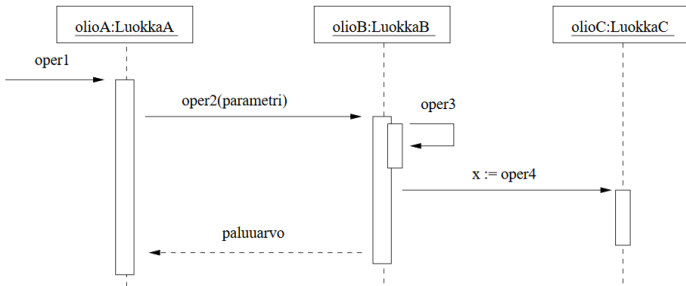 olioA:LuokkaA
olioB:LuokkaB
olioC:LuokkaC
oper1
oper2(parametri)
oper3
x := oper4
paluuarvo